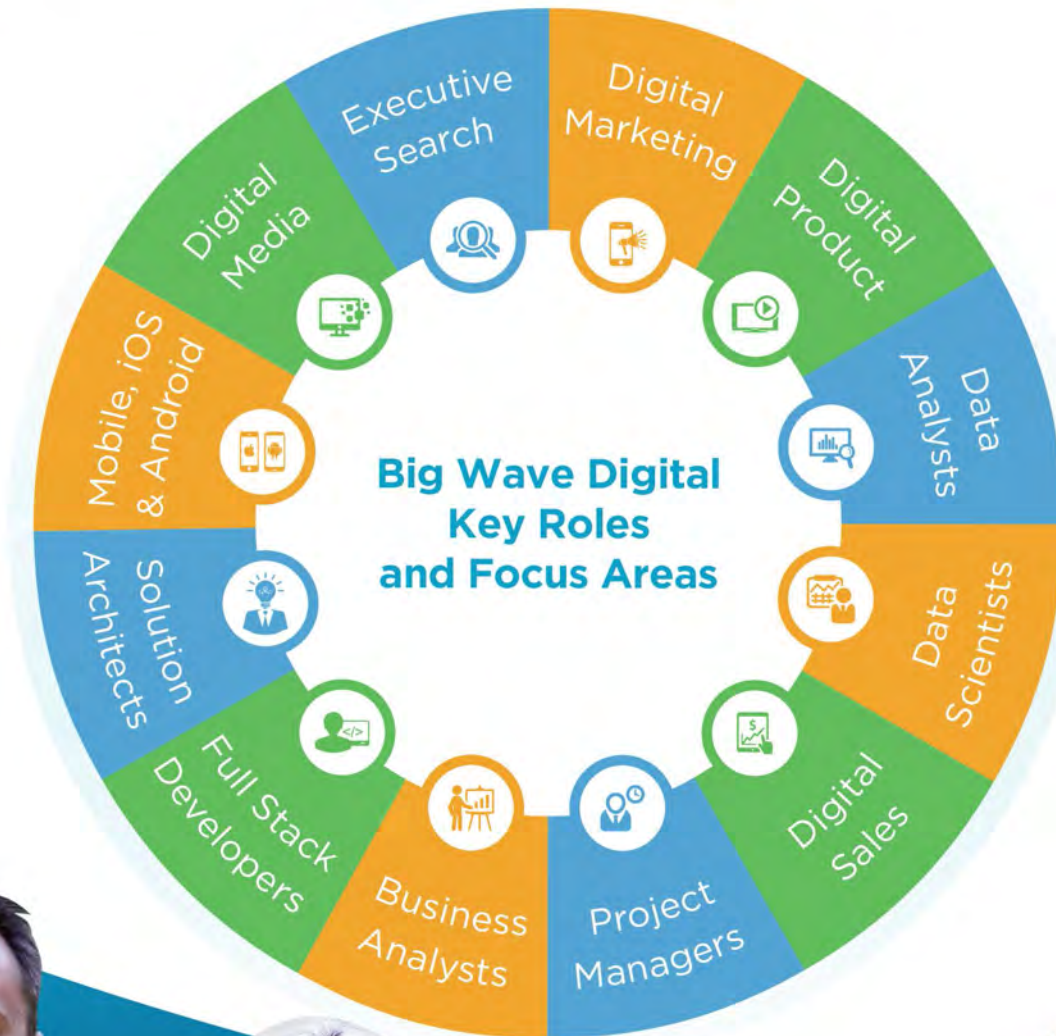 Executive
Search
Digital
Marketing
Digital
Product
Data
Analysts
Data
Scientists
Digital
Sales
Project
Managers
Business
Analysts
Full Stack
Developers
Solution
Architects
Mobile, iOS
& Android
Digital
Media
Big Wave Digital
Key Roles
and Focus Areas
$
</>